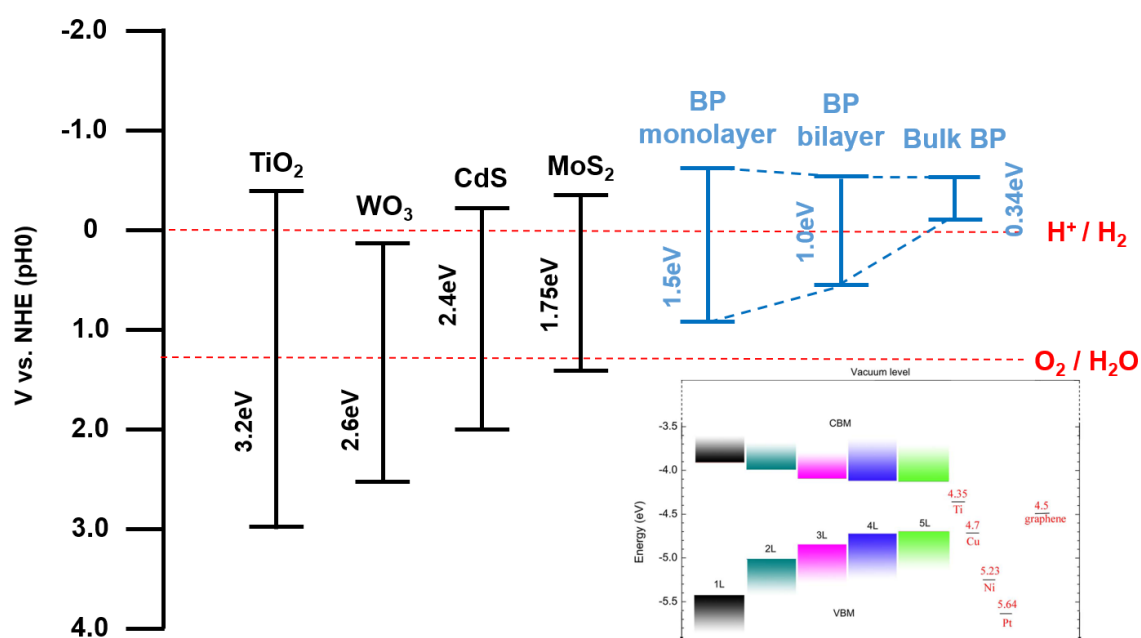 V vs. NHE (pH0)
-2.0
-1.0
0
1.0
2.0
3.0
4.0
TiO₂
3.2eV
WO₃
2.6eV
CdS
2.4eV
MoS₂
1.75eV
BP
monolayer
1.5eV
BP
bilayer
1.0eV
Bulk BP
0.34eV
H⁺ / H₂
O₂ / H₂O
Vacuum level
Energy (eV)
-3.5
-4.0
-4.5
-5.0
-5.5
CBM
1L
2L
3L
4L
5L
VBM
4.35
Ti
4.7
Cu
5.23
Ni
5.64
Pt
4.5
graphene